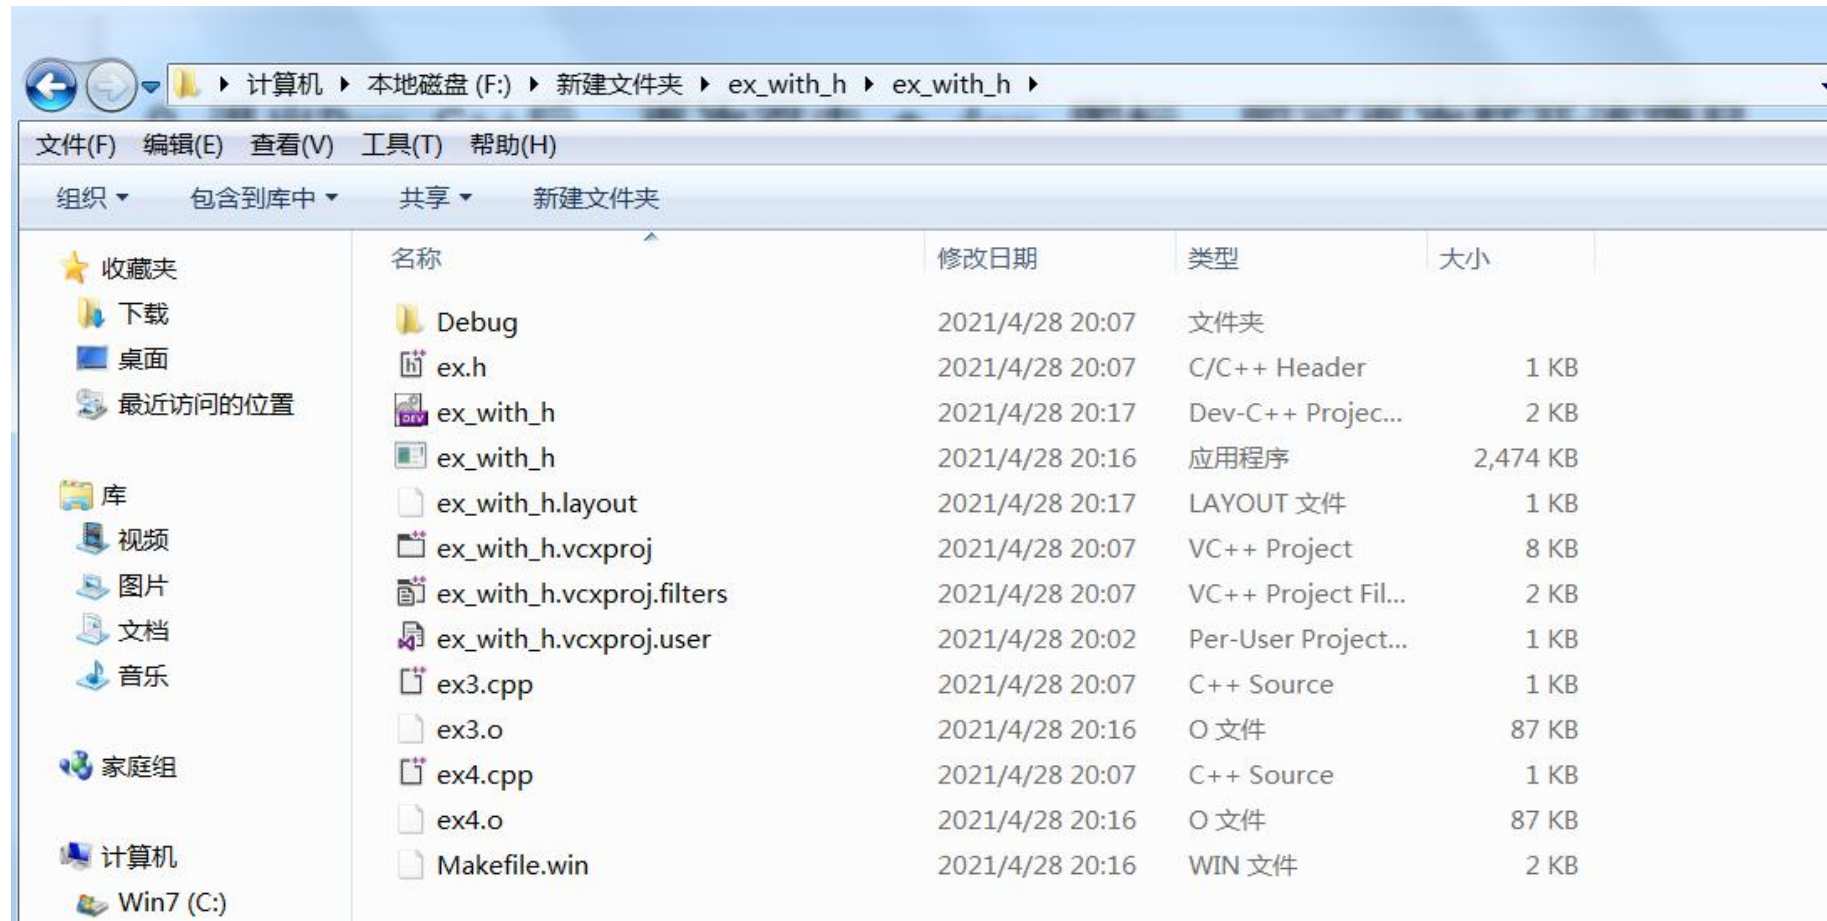 计算机 本地磁盘 (F:) 新建文件夹 ex_with_h ex_with_h
文件(F) 编辑(E) 查看(V) 工具(T) 帮助(H)
组织 包含到库中 共享 新建文件夹
收藏夹
下载
桌面
最近访问的位置
库
视频
图片
文档
音乐
家庭组
计算机
Win7 (C:)
名称 修改日期 类型 大小
Debug 2021/4/28 20:07 文件夹
ex.h 2021/4/28 20:07 C/C++ Header 1 KB
ex_with_h 2021/4/28 20:17 Dev-C++ Projec... 2 KB
ex_with_h 2021/4/28 20:16 应用程序 2,474 KB
ex_with_h.layout 2021/4/28 20:17 LAYOUT 文件 1 KB
ex_with_h.vcxproj 2021/4/28 20:07 VC++ Project 8 KB
ex_with_h.vcxproj.filters 2021/4/28 20:07 VC++ Project Fil... 2 KB
ex_with_h.vcxproj.user 2021/4/28 20:02 Per-User Project... 1 KB
ex3.cpp 2021/4/28 20:07 C++ Source 1 KB
ex3.o 2021/4/28 20:16 O 文件 87 KB
ex4.cpp 2021/4/28 20:07 C++ Source 1 KB
ex4.o 2021/4/28 20:16 O 文件 87 KB
Makefile.win 2021/4/28 20:16 WIN 文件 2 KB